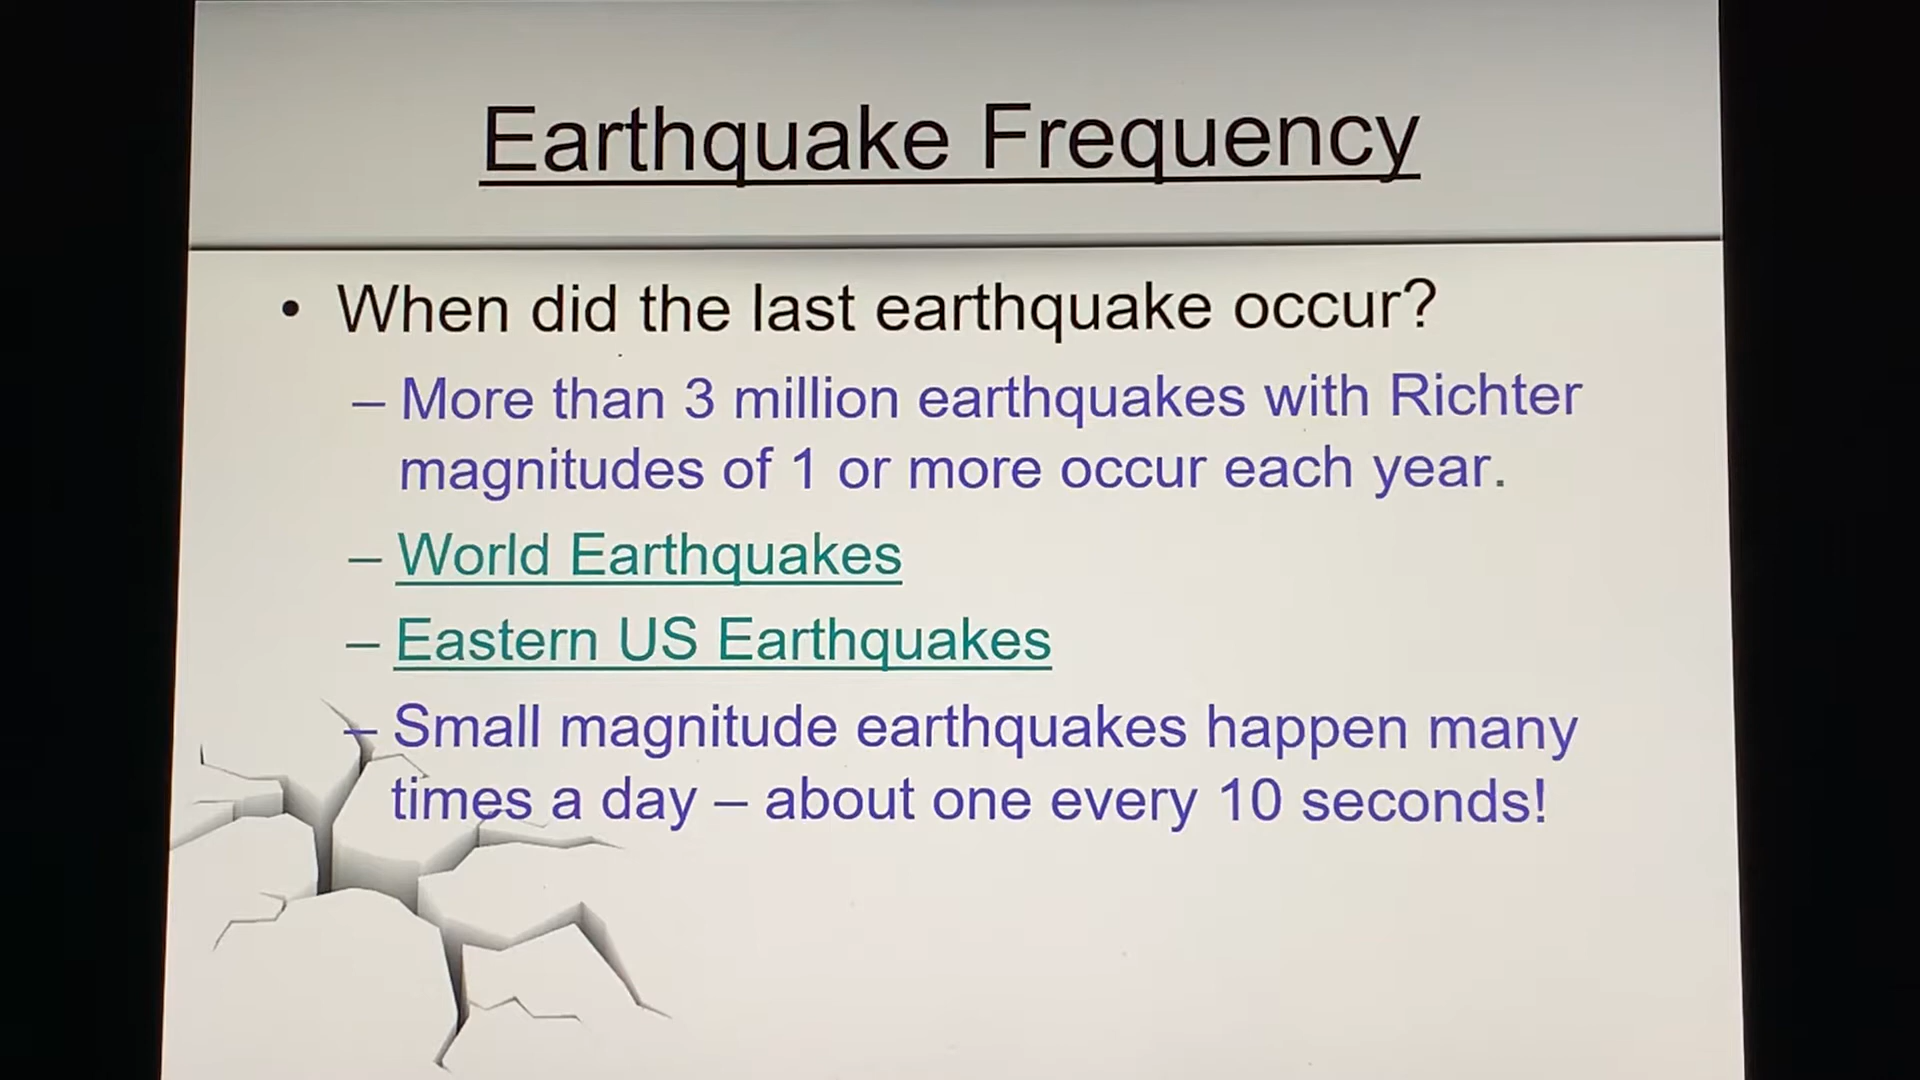 Earthquake Frequency
• When did the last earthquake occur?
– More than 3 million earthquakes with Richter
magnitudes of 1 or more occur each year.
– World Earthquakes
– Eastern US Earthquakes
– Small magnitude earthquakes happen many
times a day – about one every 10 seconds!